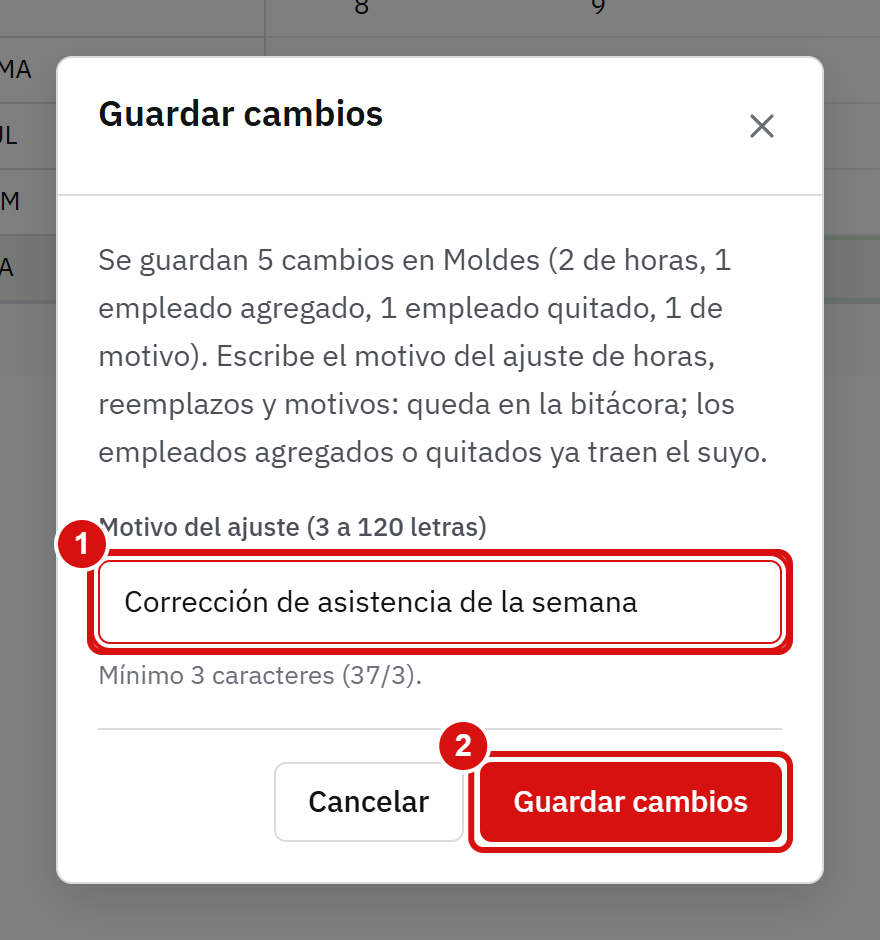 8 9
MA
Guardar cambios
UL
M
Se guardan 5 cambios en Moldes (2 de horas, 1
A
empleado agregado, 1 empleado quitado, 1 de
motivo). Escribe el motivo del ajuste de horas,
reemplazos y motivos: queda en la bitácora; los
empleados agregados o quitados ya traen el suyo.
Motivo del ajuste (3 a 120 letras)
1
Corrección de asistencia de la semana
Mínimo 3 caracteres (37/3).
2
Cancelar Guardar cambios